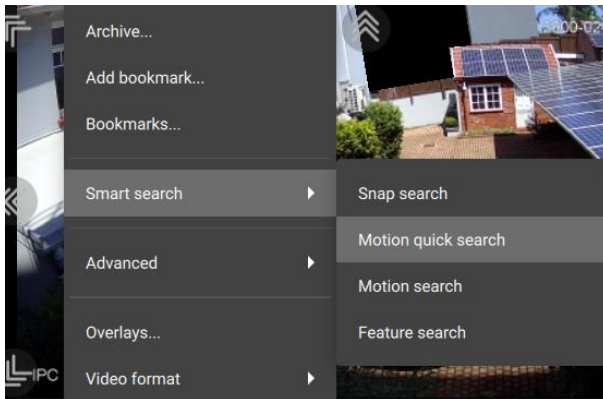 Archive...
Add bookmark...
Bookmarks...
Smart search
Advanced
Overlays...
Video format
Snap search
Motion quick search
Motion search
Feature search
IPC